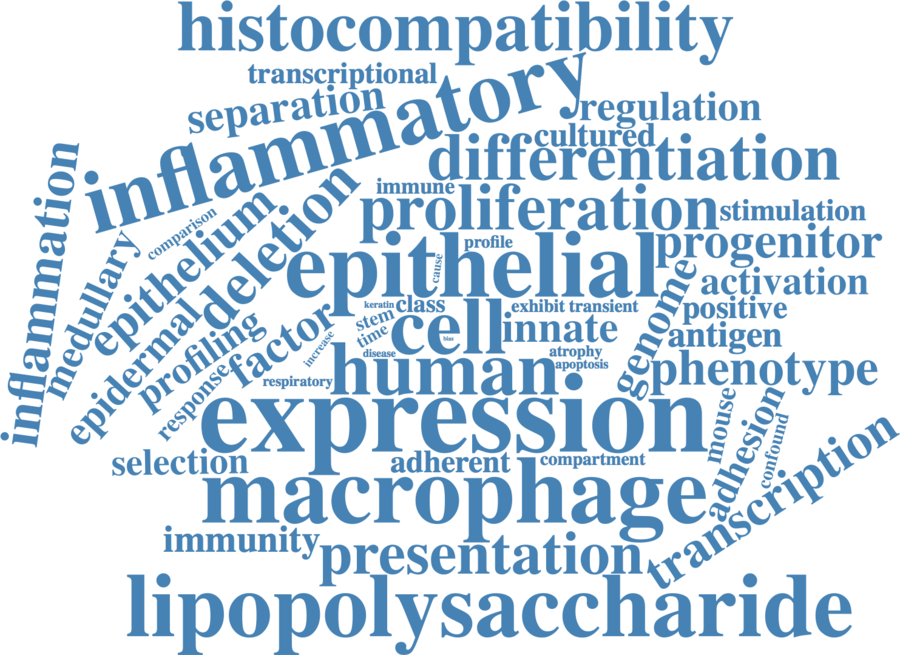 histocompatibility
transcriptional
inflammatory
separation
regulation
cultured
differentiation
inflammation
immune
proliferation
stimulation
deletion
epithelium
comparison
medullary
profile
epithelial
cause
progenitor
activation
genome
keratin
class
exhibit transient
positive
epidermal
profiling
factor
stem
time
cell
innate
antigen
increase
disease
atrophy
apoptosis
response
respiratory
human
phenotype
expression
mouse
adhesion
confound
selection
adherent
compartment
transcription
macrophage
immunity
presentation
lipopolysaccharide